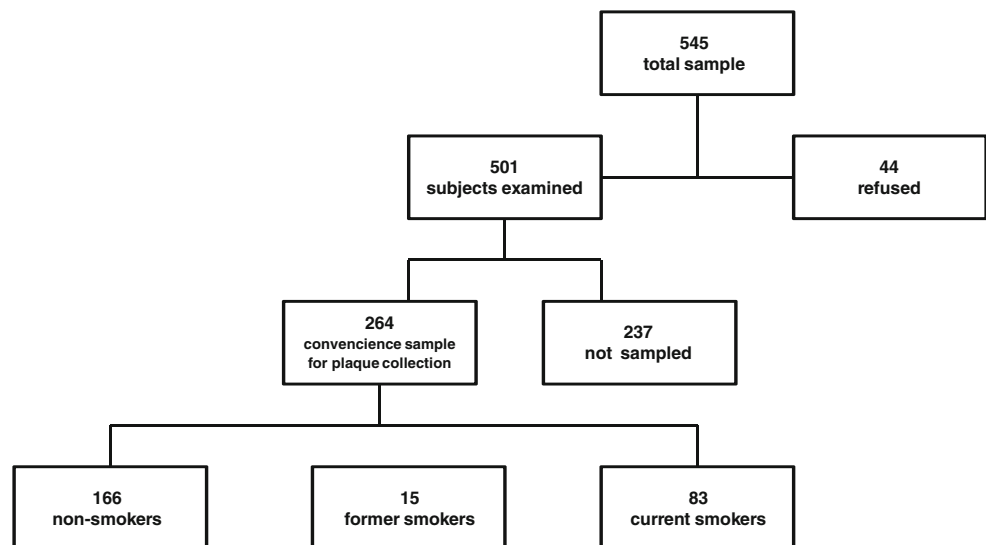 545
total sample
501
subjects examined
44
refused
264
convencience sample
for plaque collection
237
not sampled
166
non-smokers
15
former smokers
83
current smokers